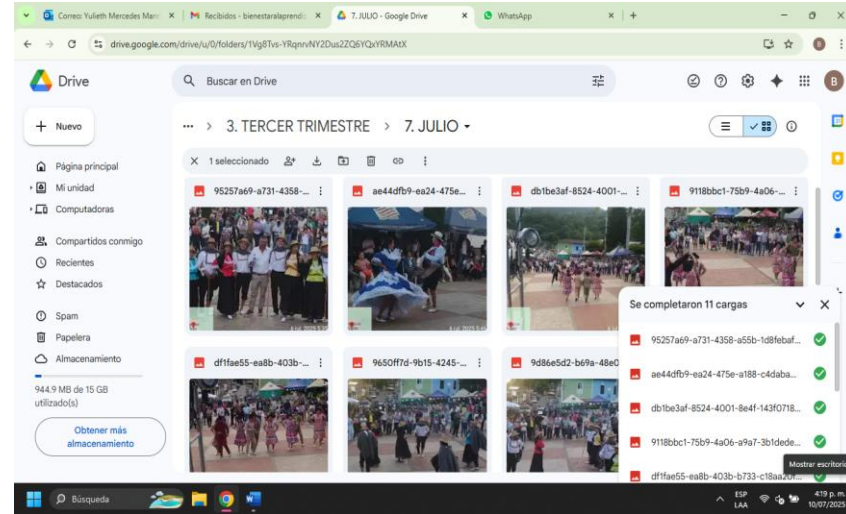 Correo: Yulieth Mercedes Man
Recibidos - bienestaralaprendiz
7. JULIO - Google Drive
WhatsApp
drive.google.com/drive/u/0/folders/1Vg8Tvs-YRqnrvNY2Dus2ZQ6YQxYRMAtX
Drive
Buscar en Drive
B
Nuevo
... > 3. TERCER TRIMESTRE > 7. JULIO
1 seleccionado
Página principal
Mi unidad
Computadoras
Compartidos conmigo
Recientes
Destacados
Spam
Papelera
Almacenamiento
944.9 MB de 15 GB
utilizado(s)
Obtener más
almacenamiento
95257a69-a731-4358-...
ae44dfb9-ea24-475e...
db1be3af-8524-4001-...
9118bbc1-75b9-4a06-...
df1fae55-ea8b-403b-...
9650ff7d-9b15-4245-...
9d86e5d2-b69a-48e0
Se completaron 11 cargas
95257a69-a731-4358-a55b-1d8febaf...
ae44dfb9-ea24-475e-a188-c4daba...
db1be3af-8524-4001-8e4f-143f0718...
9118bbc1-75b9-4a06-a9a7-3b1dede...
df1fae55-ea8b-403b-b733-c18aa20f...
Mostrar escritorio
Búsqueda
ESP
LAA
4:19 p. m.
10/07/2025